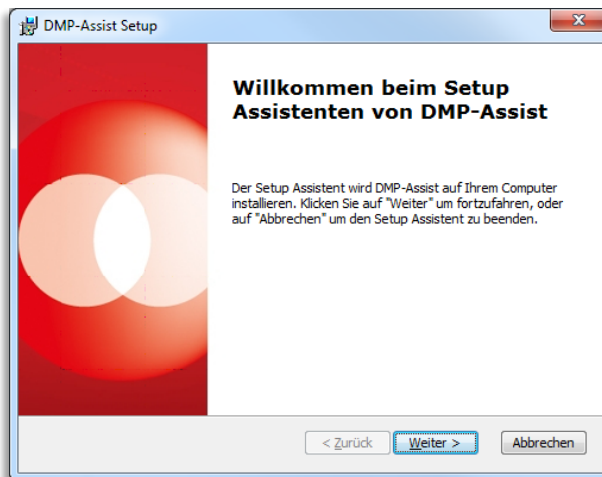 DMP-Assist Setup
Willkommen beim Setup
Assistenten von DMP-Assist
Der Setup Assistent wird DMP-Assist auf Ihrem Computer
installieren. Klicken Sie auf "Weiter" um fortzufahren, oder
auf "Abbrechen" um den Setup Assistent zu beenden.
< Zurück Weiter > Abbrechen